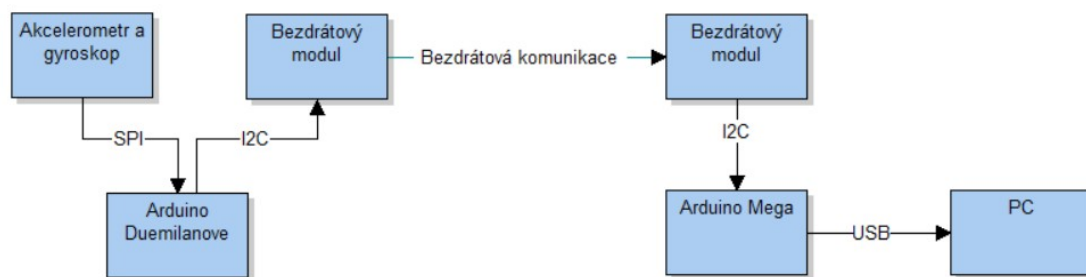 Akcelerometr a
gyroskop
Bezdrátový
modul
Bezdrátová komunikace
Bezdrátový
modul
SPI
I2C
I2C
Arduino
Duemilanove
Arduino Mega
USB
PC